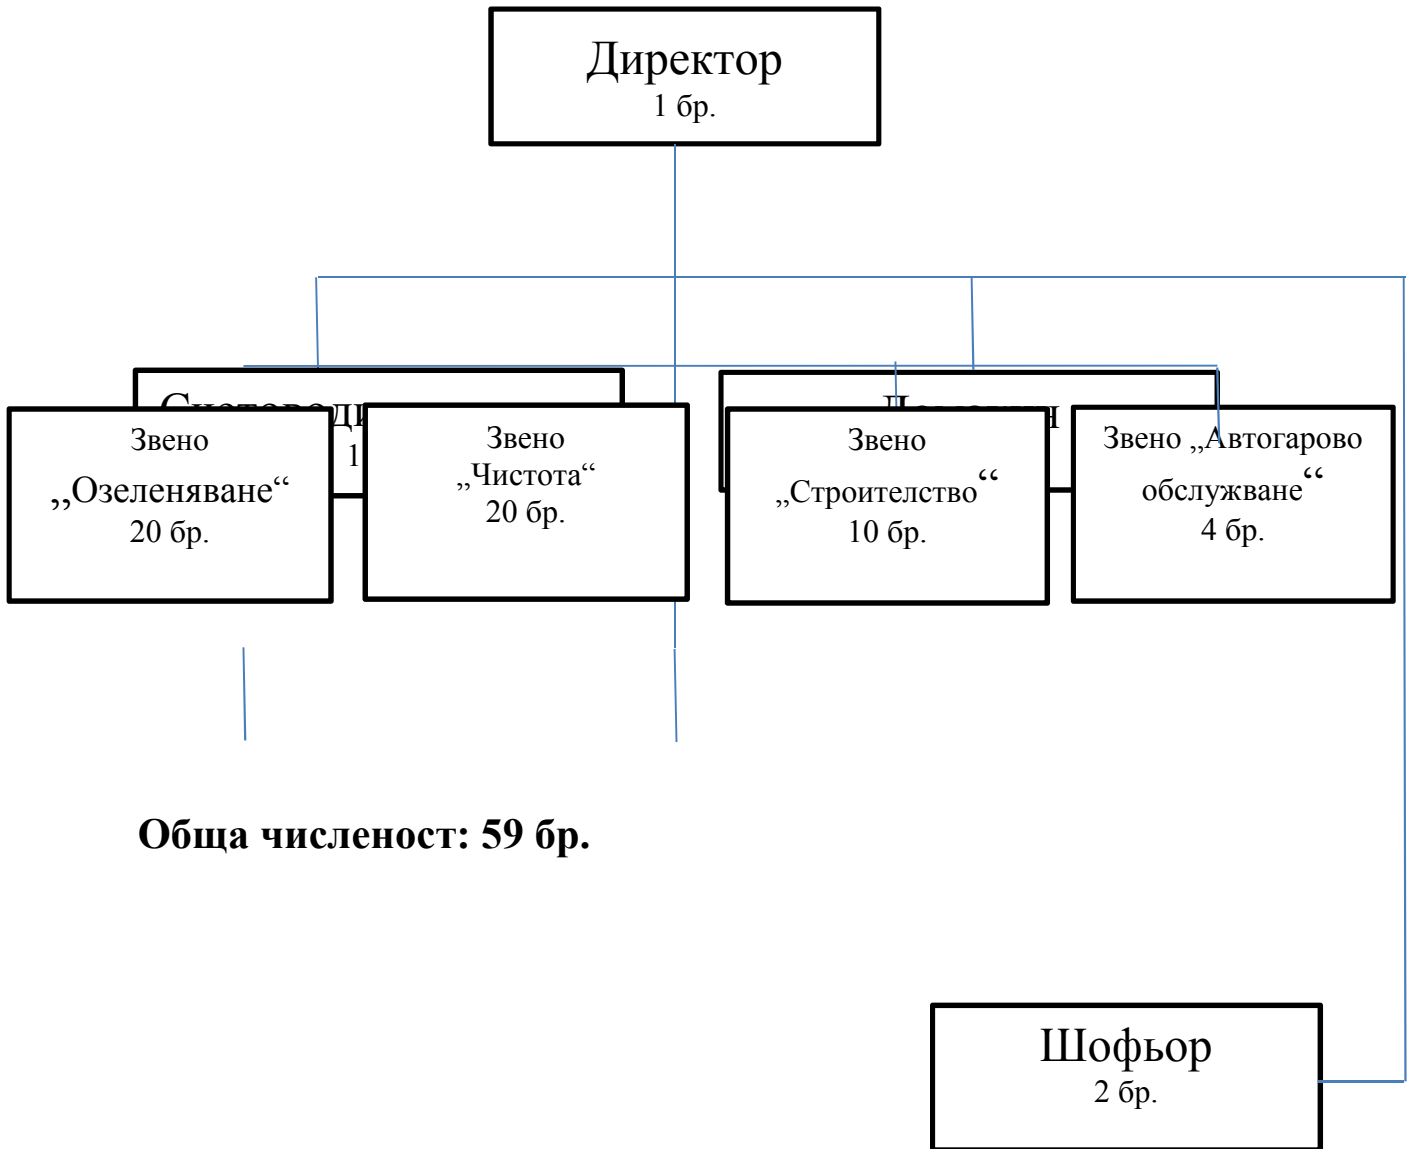 Директор
1 бр.
1
Звено
„Озеленяване“
20 бр.
Звено
„Чистота“
20 бр.
Звено
„Строителство“
10 бр.
Звено „Автогарово
обслужване“
4 бр.
Обща численост: 59 бр.
Шофьор
2 бр.